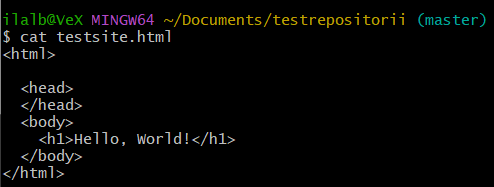 ilalb@VeX MINGW64 ~/Documents/testrepositorii (master)
$ cat testsite.html
<html>

  <head>
  </head>
  <body>
    <h1>Hello, World!</h1>
  </body>
</html>